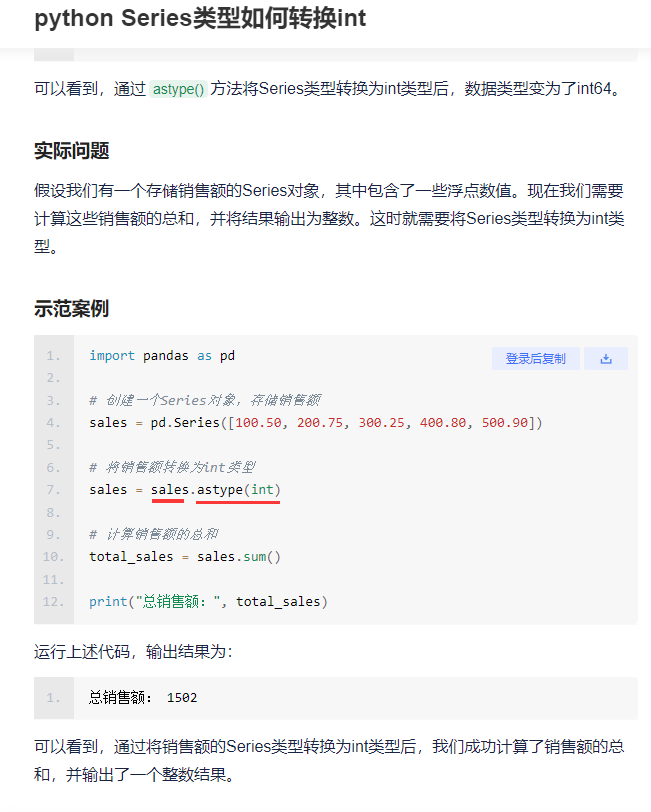 python Series类型如何转换int
可以看到，通过 astype() 方法将Series类型转换为int类型后，数据类型变为了int64。
实际问题
假设我们有一个存储销售额的Series对象，其中包含了一些浮点数值。现在我们需要
计算这些销售额的总和，并将结果输出为整数。这时就需要将Series类型转换为int类
型。
示范案例
登录后复制
1. import pandas as pd
2.
3. # 创建一个Series对象，存储销售额
4. sales = pd.Series([100.50, 200.75, 300.25, 400.80, 500.90])
5.
6. # 将销售额转换为int类型
7. sales = sales.astype(int)
8.
9. # 计算销售额的总和
10. total_sales = sales.sum()
11.
12. print("总销售额：", total_sales)
运行上述代码，输出结果为：
1. 总销售额： 1502
可以看到，通过将销售额的Series类型转换为int类型后，我们成功计算了销售额的总
和，并输出了一个整数结果。